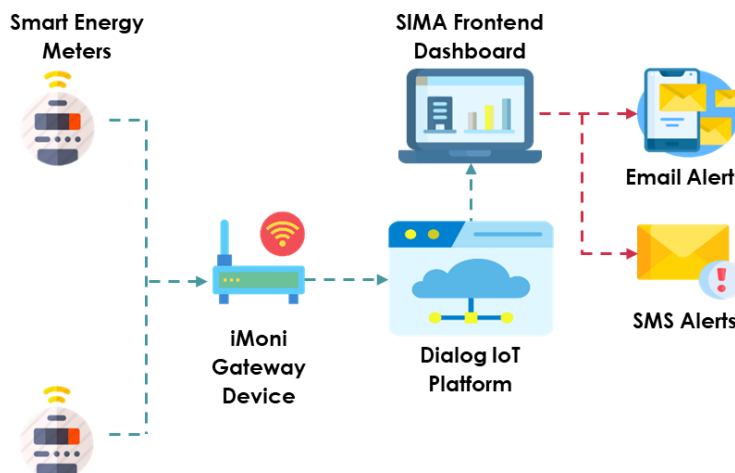 Smart Energy
Meters
SIMA Frontend
Dashboard
Email Alert
SMS Alerts
iMoni
Gateway
Device
Dialog IoT
Platform